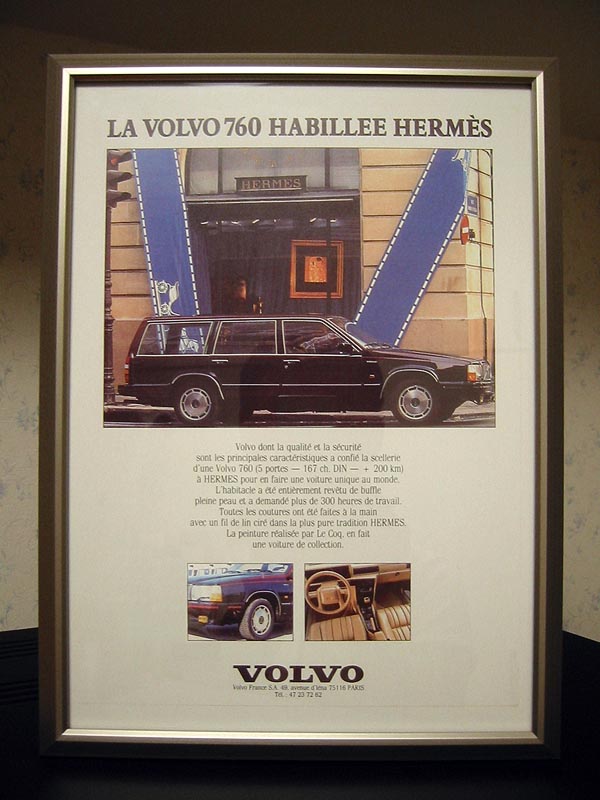 LA VOLVO 760 HABILLEE HERMÈS
HERMES
Volvo dont la qualité et la sécurité
sont les principales caractéristiques a confié la scellerie
d'une Volvo 760 (5 portes — 167 ch. DIN — + 200 km)
à HERMES pour en faire une voiture unique au monde.
L'habitacle a été entièrement revêtu de buffle
pleine peau et a demandé plus de 300 heures de travail.
Toutes les coutures ont été faites à la main
avec un fil de lin ciré dans la plus pure tradition HERMES.
La peinture réalisée par Le Coq, en fait
une voiture de collection.
VOLVO
Volvo France S.A. 49, avenue d'Iéna 75116 PARIS
Tél. : 47 23 72 62